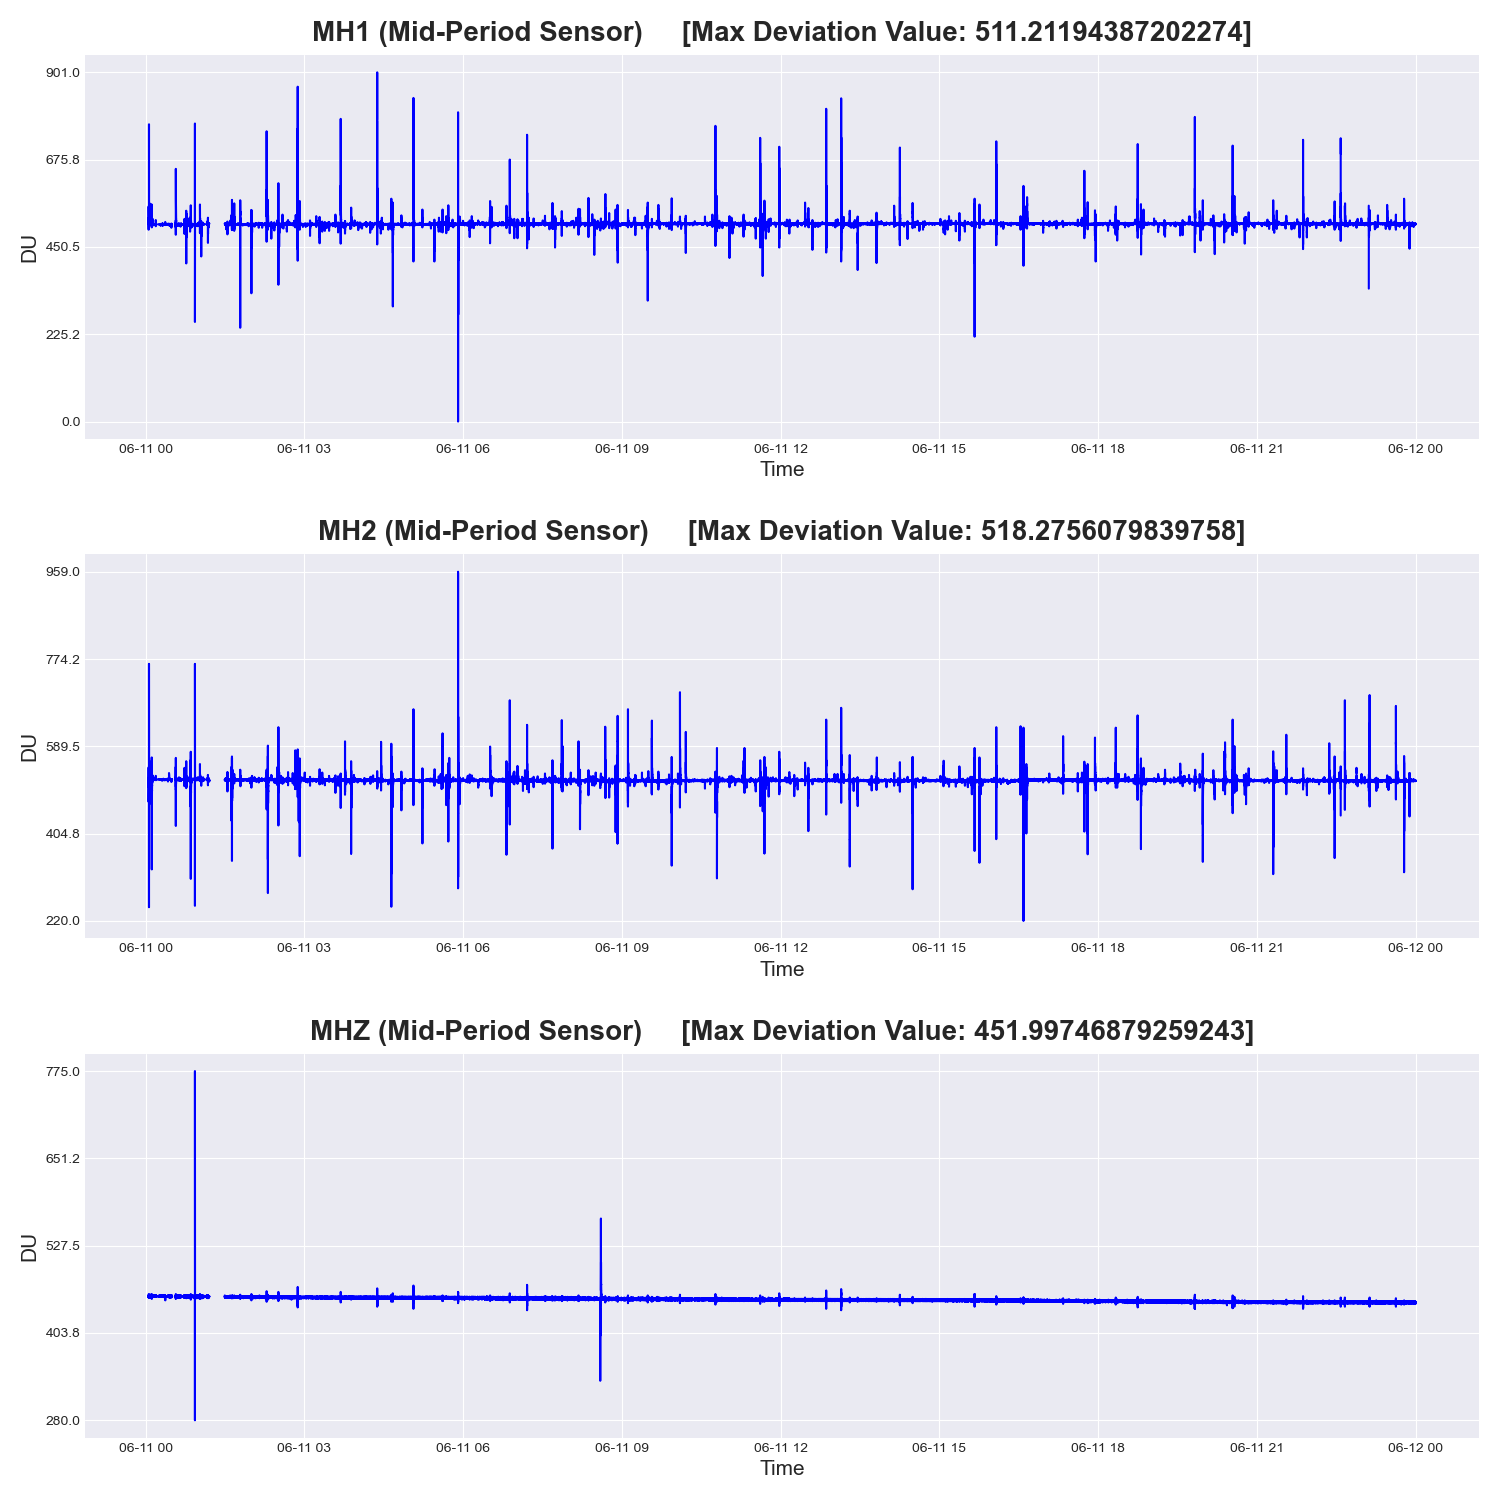 MH1 (Mid-Period Sensor) [Max Deviation Value: 511.21194387202274]
901.0
675.8
450.5
225.2
0.0
DU
06-11 00 06-11 03 06-11 06 06-11 09 06-11 12 06-11 15 06-11 18 06-11 21 06-12 00
Time
MH2 (Mid-Period Sensor) [Max Deviation Value: 518.2756079839758]
959.0
774.2
589.5
404.8
220.0
DU
06-11 00 06-11 03 06-11 06 06-11 09 06-11 12 06-11 15 06-11 18 06-11 21 06-12 00
Time
MHZ (Mid-Period Sensor) [Max Deviation Value: 451.99746879259243]
775.0
651.2
527.5
403.8
280.0
DU
06-11 00 06-11 03 06-11 06 06-11 09 06-11 12 06-11 15 06-11 18 06-11 21 06-12 00
Time